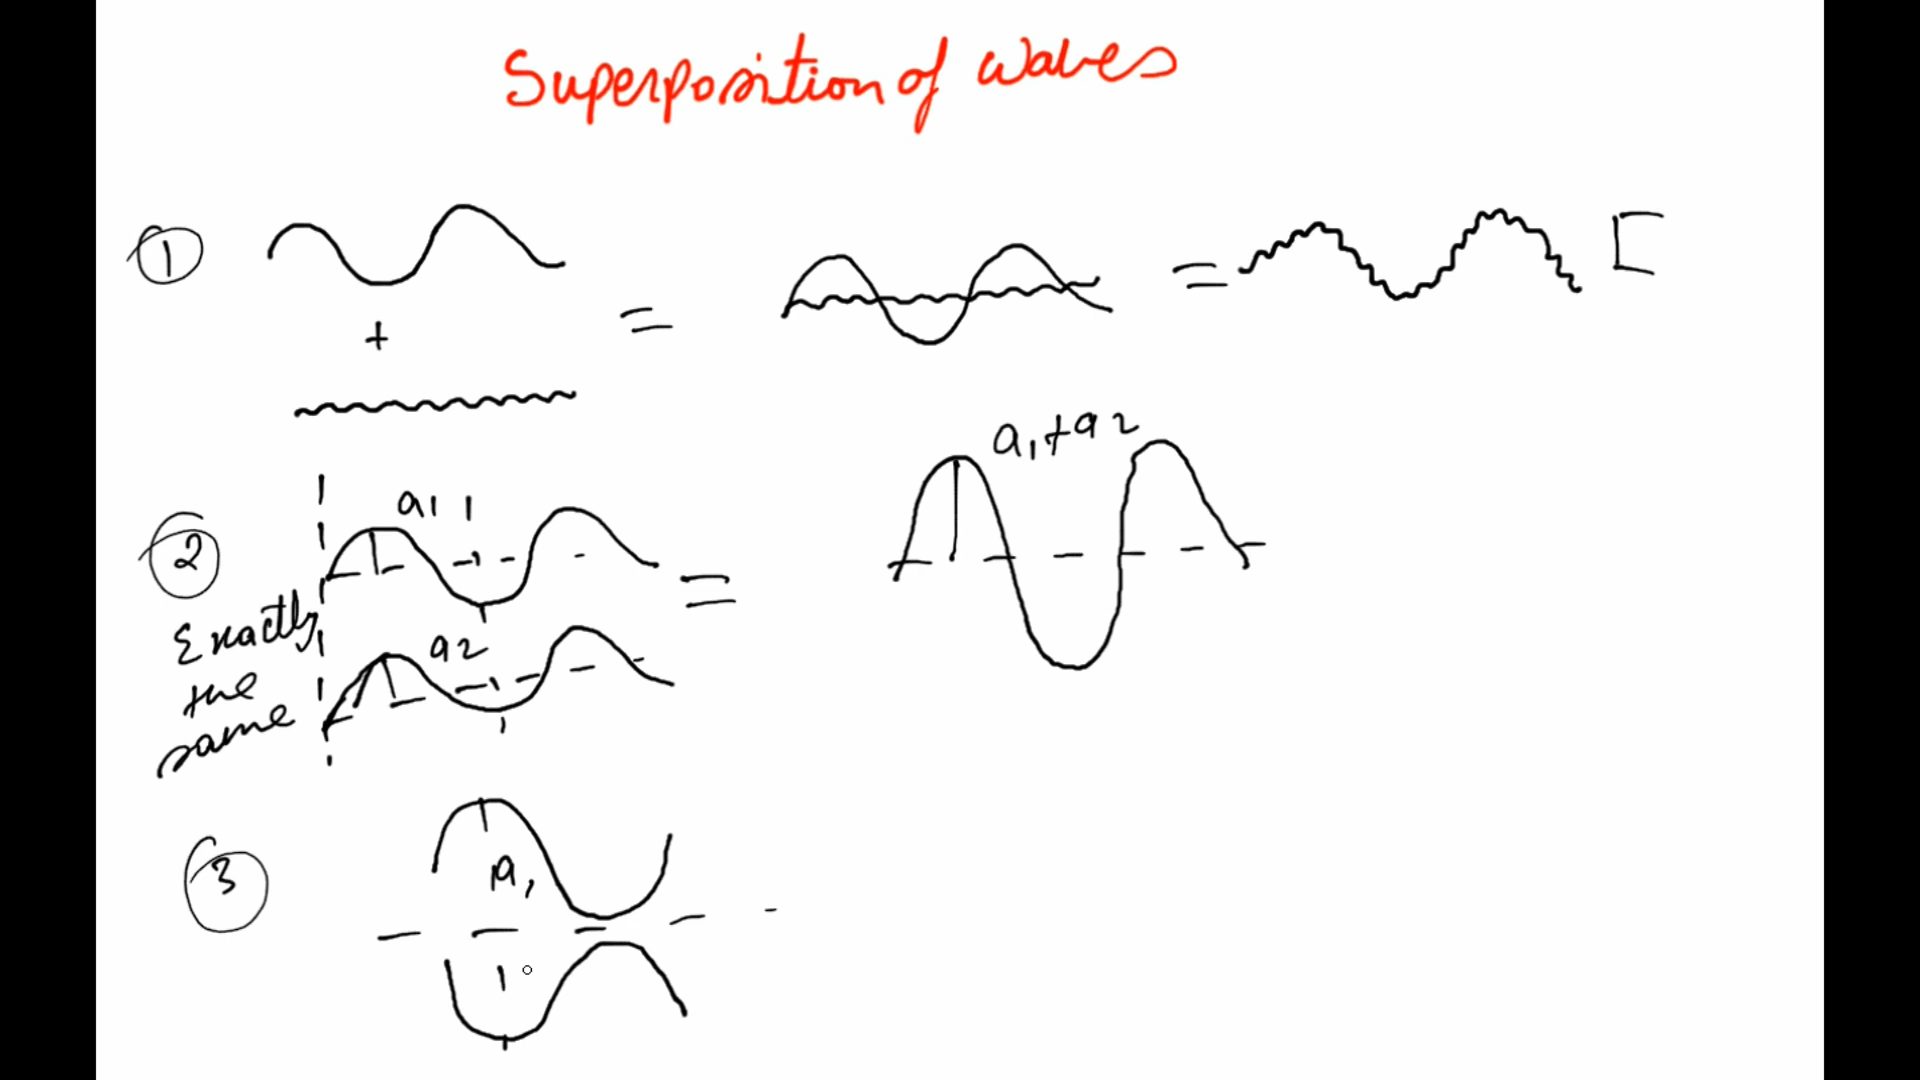 Superposition of waves
1
+
=
=
[
a1+a2
2
a1
=
Exactly
the
same
a2
3
a1